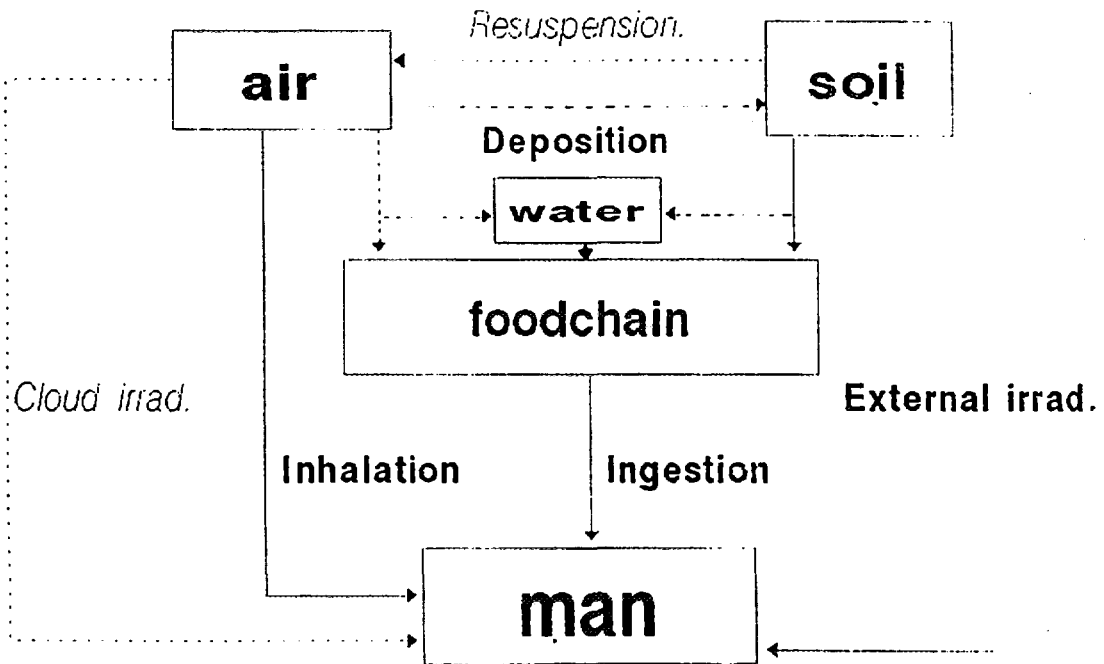 Resuspension.
air
soil
Deposition
water
foodchain
Cloud irrad.
External irrad.
Inhalation
Ingestion
man